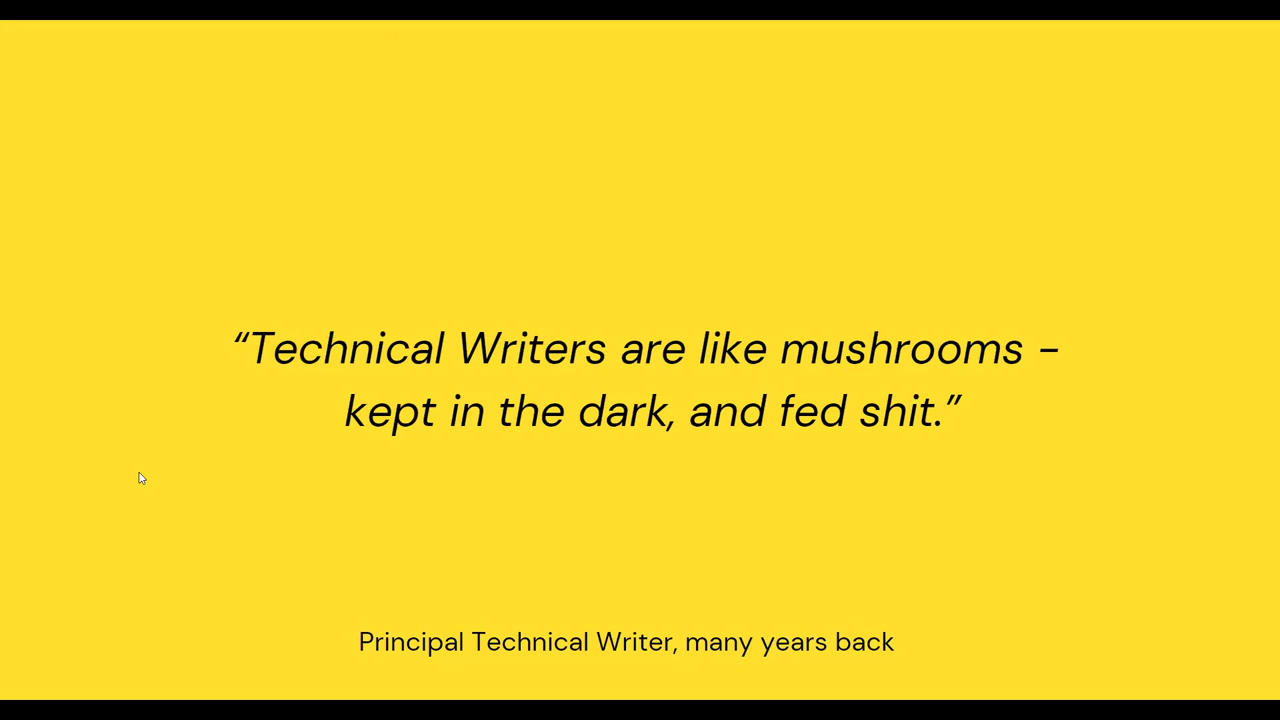 “Technical Writers are like mushrooms -
kept in the dark, and fed shit.”
Principal Technical Writer, many years back